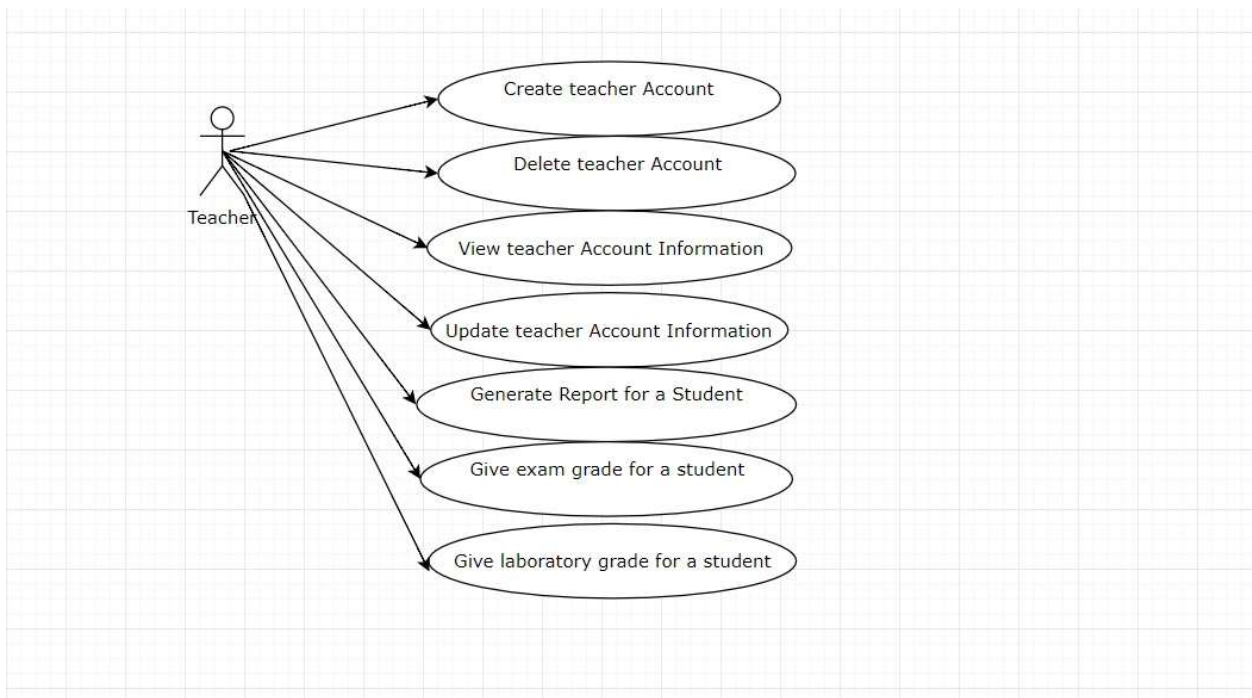 Create teacher Account
Delete teacher Account
Teacher
View teacher Account Information
Update teacher Account Information
Generate Report for a Student
Give exam grade for a student
Give laboratory grade for a student